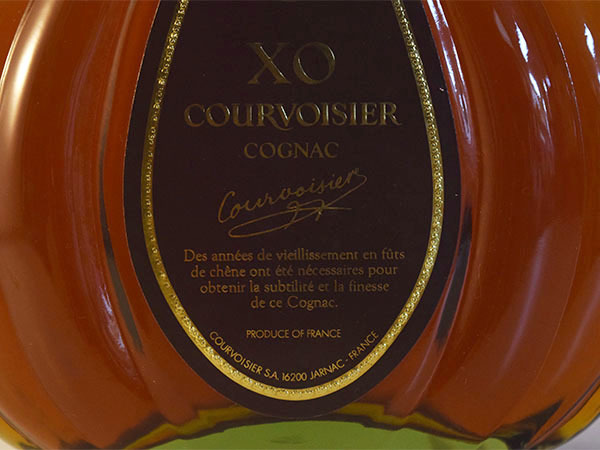 XO
COURVOISIER
COGNAC
Courvoisier
Des années de vieillissement en fûts
de chêne ont été nécessaires pour
obtenir la subtilité et la finesse
de ce Cognac.
PRODUCE OF FRANCE
COURVOISIER S.A. 16200 JARNAC - FRANCE